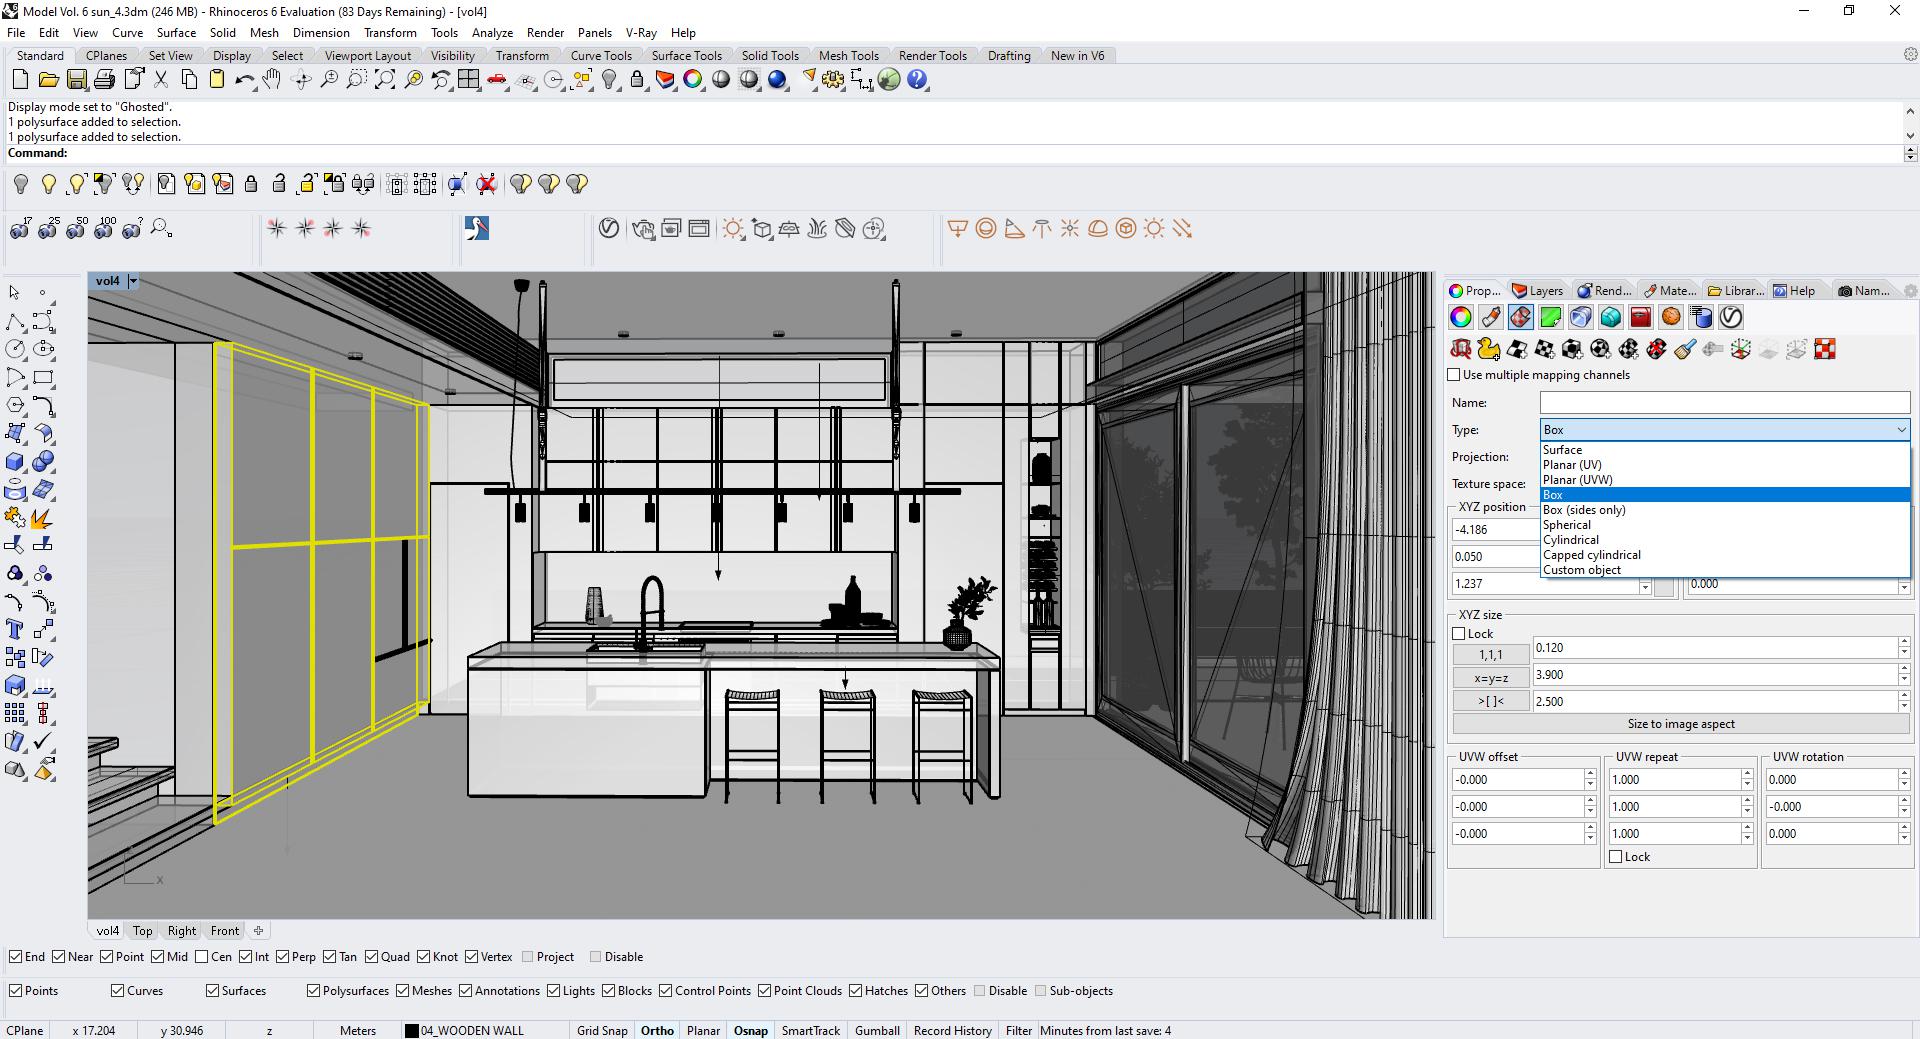 Model Vol. 6 sun_4.3dm (246 MB) - Rhinoceros 6 Evaluation (83 Days Remaining) - [vol4]
File Edit View Curve Surface Solid Mesh Dimension Transform Tools Analyze Render Panels V-Ray Help
Standard CPlanes Set View Display Select Viewport Layout Visibility Transform Curve Tools Surface Tools Solid Tools Mesh Tools Render Tools Drafting New in V6
Display mode set to "Ghosted".
1 polysurface added to selection.
1 polysurface added to selection.
Command:
17 25 50 100 ?
vol4
Prop... Layers Rend... Mate... Librar... Help Nam...
Use multiple mapping channels
Name:
Type: Box
Surface
Projection:
Planar (UV)
Planar (UVW)
Texture space:
Box
XYZ position
Box (sides only)
-4.186
Spherical
Cylindrical
0.050
Capped cylindrical
Custom object
1.237 0.000
XYZ size
Lock
1,1,1 0.120
x=y=z 3.900
>[ ]< 2.500
Size to image aspect
UVW offset UVW repeat UVW rotation
-0.000 1.000 0.000
-0.000 1.000 -0.000
-0.000 1.000 0.000
Lock
x
vol4 Top Right Front
End Near Point Mid Cen Int Perp Tan Quad Knot Vertex Project Disable
Points Curves Surfaces Polysurfaces Meshes Annotations Lights Blocks Control Points Point Clouds Hatches Others Disable Sub-objects
CPlane x 17.204 y 30.946 z Meters 04_WOODEN WALL Grid Snap Ortho Planar Osnap SmartTrack Gumball Record History Filter Minutes from last save: 4